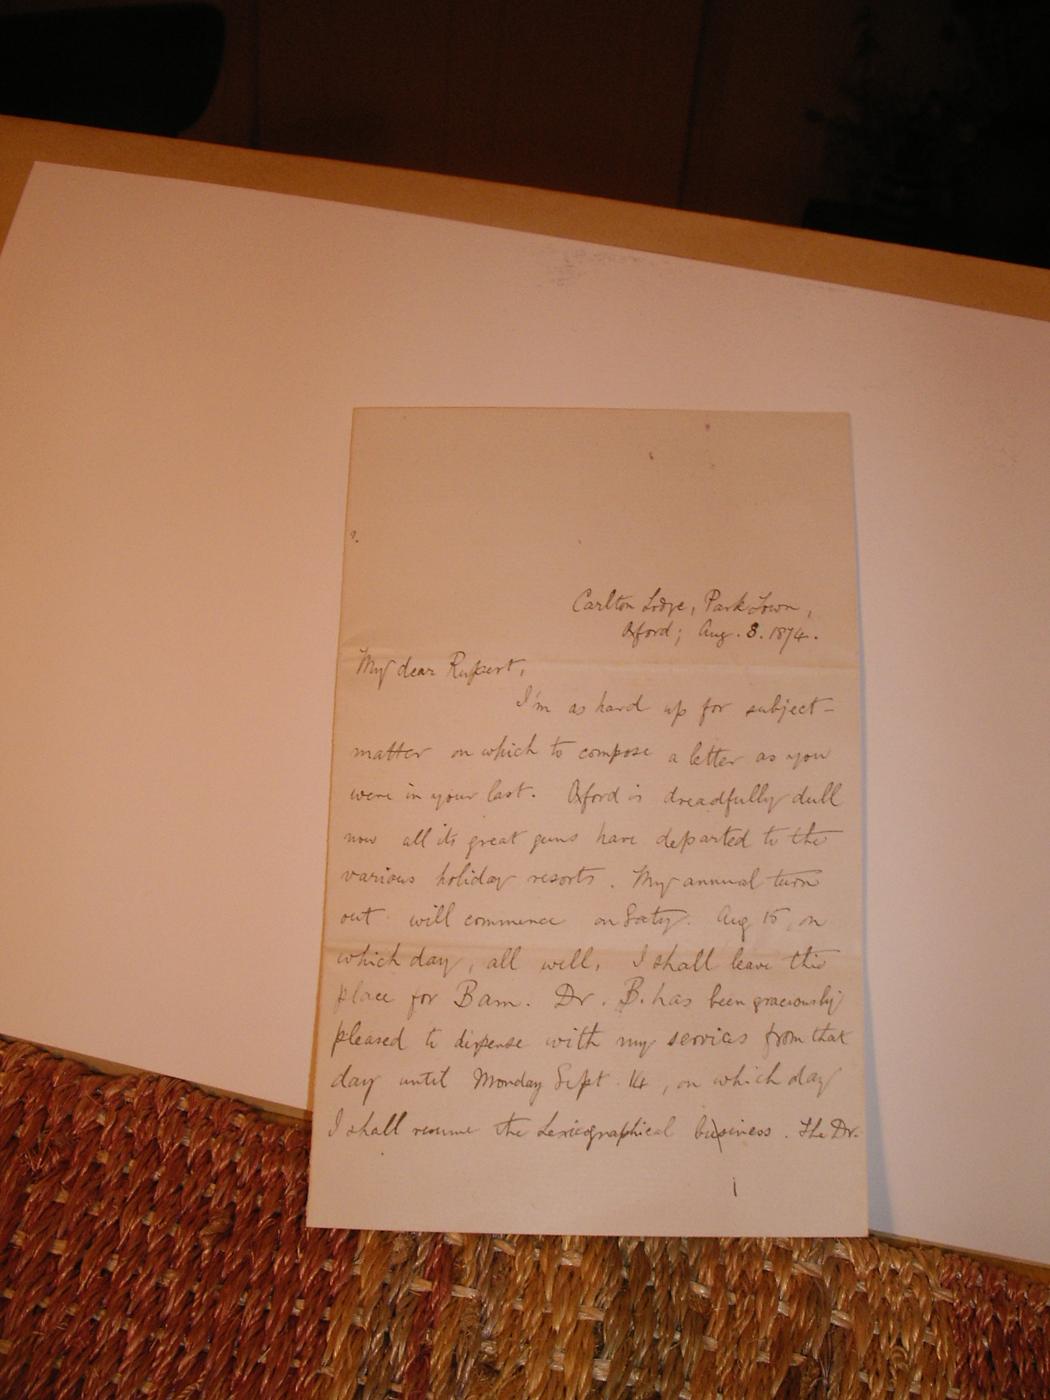 Carlton Lodge, Park Town,
Oxford; Aug. 8. 1874.
My dear Rupert,
I'm as hard up for subject-
matter on which to compose a letter as you
were in your last. Oxford is dreadfully dull
now all its great guns have departed to the
various holiday resorts. My annual turn
out will commence on Saty. Aug 15, on
which day, all well, I shall leave this
place for Bam. Dr. B. has been graciously
pleased to dispense with my services from that
day until Monday Sept. 14, on which day
I shall resume the Lexicographical business. The Dr.